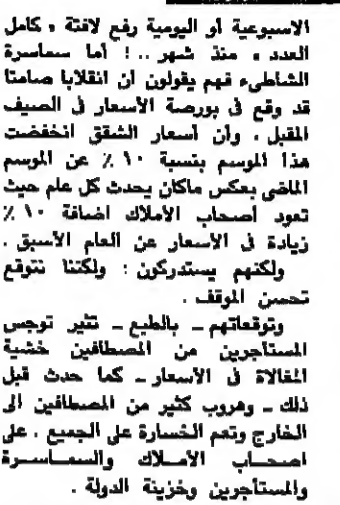 الاسبوعية أو اليومية رفع لافتة « كامل
العدد » منذ شهر .. ! أما سماسرة
الشاطىء فهم يقولون ان انقلابا صامتا
قد وقع فى بورصة الأسعار فى الصيف
المقبل ، وأن أسعار الشقق انخفضت
هذا الموسم بنسبة ١٠ ٪ عن الموسم
الماضى بعكس ماكان يحدث كل عام حيث
تعود أصحاب الأملاك اضافة ١٠ ٪
زيادة فى الأسعار عن العام الأسبق .
ولكنهم يستدركون : ولكننا نتوقع
تحسن الموقف .
وتوقعاتهم ـ بالطبع ـ تثير توجس
المستأجرين من المصطافين خشية
المغالاة فى الأسعار ـ كما حدث قبل
ذلك ـ وهروب كثير من المصطافين الى
الخارج وتعم الخسارة على الجميع . على
اصحاب الأملاك والسماسرة
والمستأجرين وخزينة الدولة .